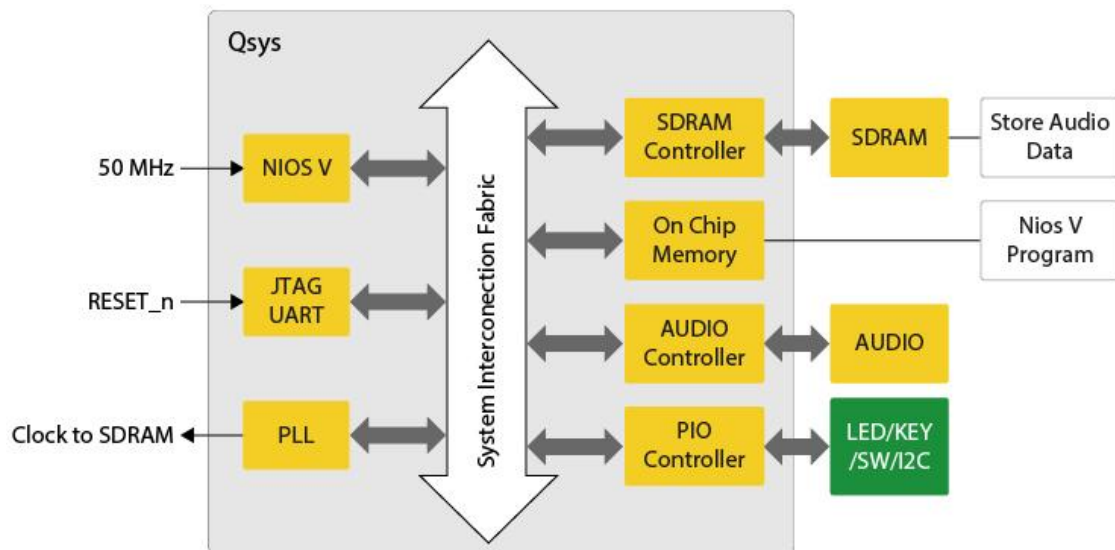 Qsys
50 MHz
NIOS V
RESET_n
JTAG
UART
Clock to SDRAM
PLL
System Interconnection Fabric
SDRAM
Controller
SDRAM
Store Audio
Data
On Chip
Memory
Nios V
Program
AUDIO
Controller
AUDIO
PIO
Controller
LED/KEY
/SW/I2C